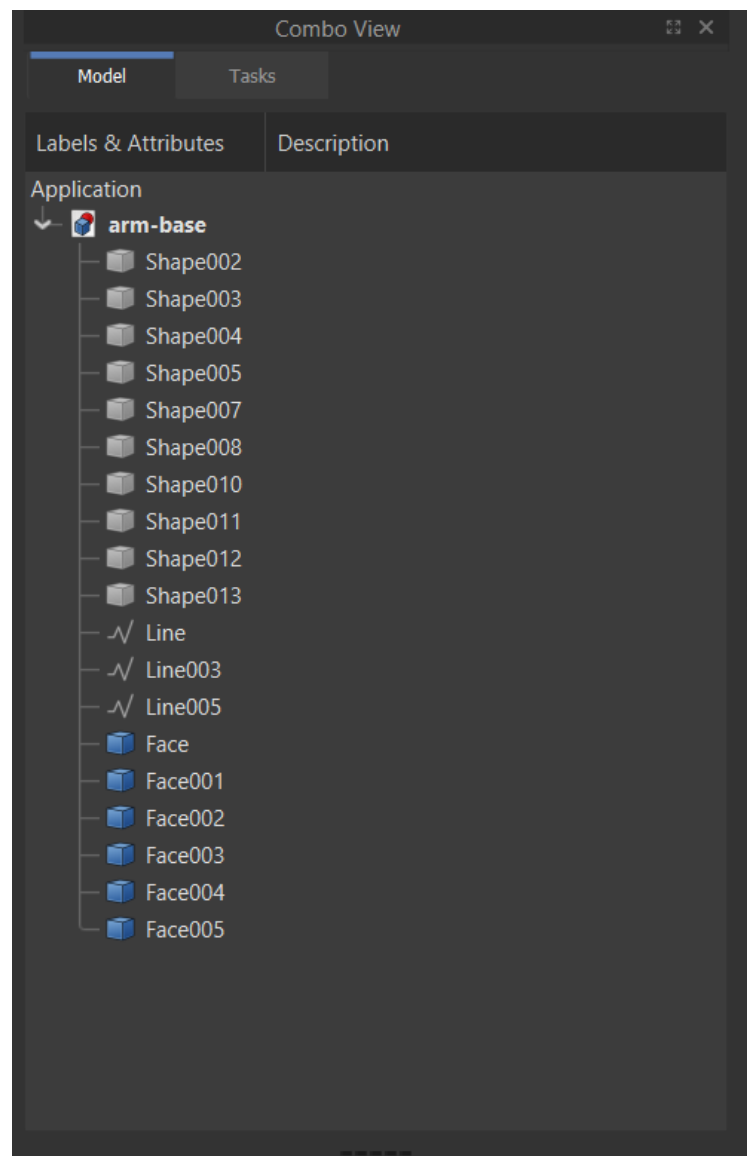 Combo View
Model Tasks
Labels & Attributes Description
Application
arm-base
Shape002
Shape003
Shape004
Shape005
Shape007
Shape008
Shape010
Shape011
Shape012
Shape013
Line
Line003
Line005
Face
Face001
Face002
Face003
Face004
Face005